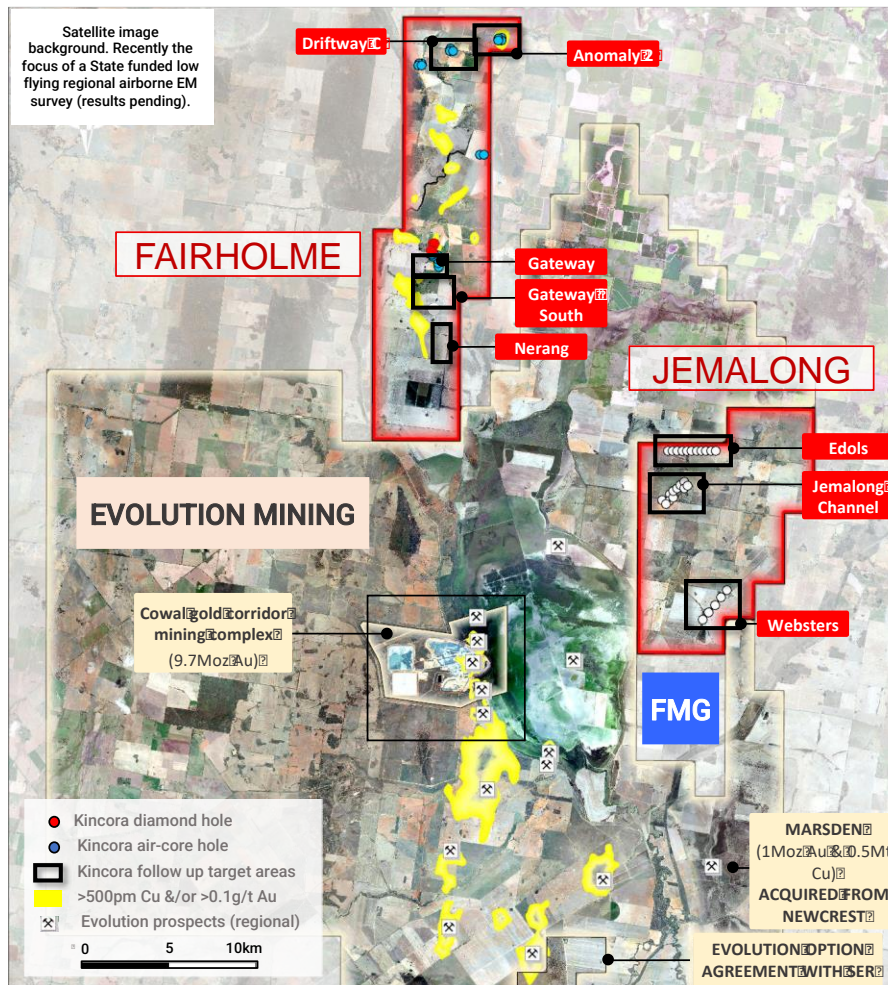 Satellite image
background. Recently the
focus of a State funded low
flying regional airborne EM
survey (results pending).
Driftway C
Anomaly 2
FAIRHOLME
Gateway
Gateway
South
Nerang
JEMALONG
Edols
Jemalong
Channel
Websters
EVOLUTION MINING
Cowal gold corridor
mining complex
(9.7Moz Au)
FMG
Kincora diamond hole
Kincora air-core hole
Kincora follow up target areas
>500pm Cu &/or >0.1g/t Au
Evolution prospects (regional)
0 5 10km
MARSDEN
(1Moz Au & 0.5Mt
Cu)
ACQUIRED FROM
NEWCREST
EVOLUTION OPTION
AGREEMENT WITH SER